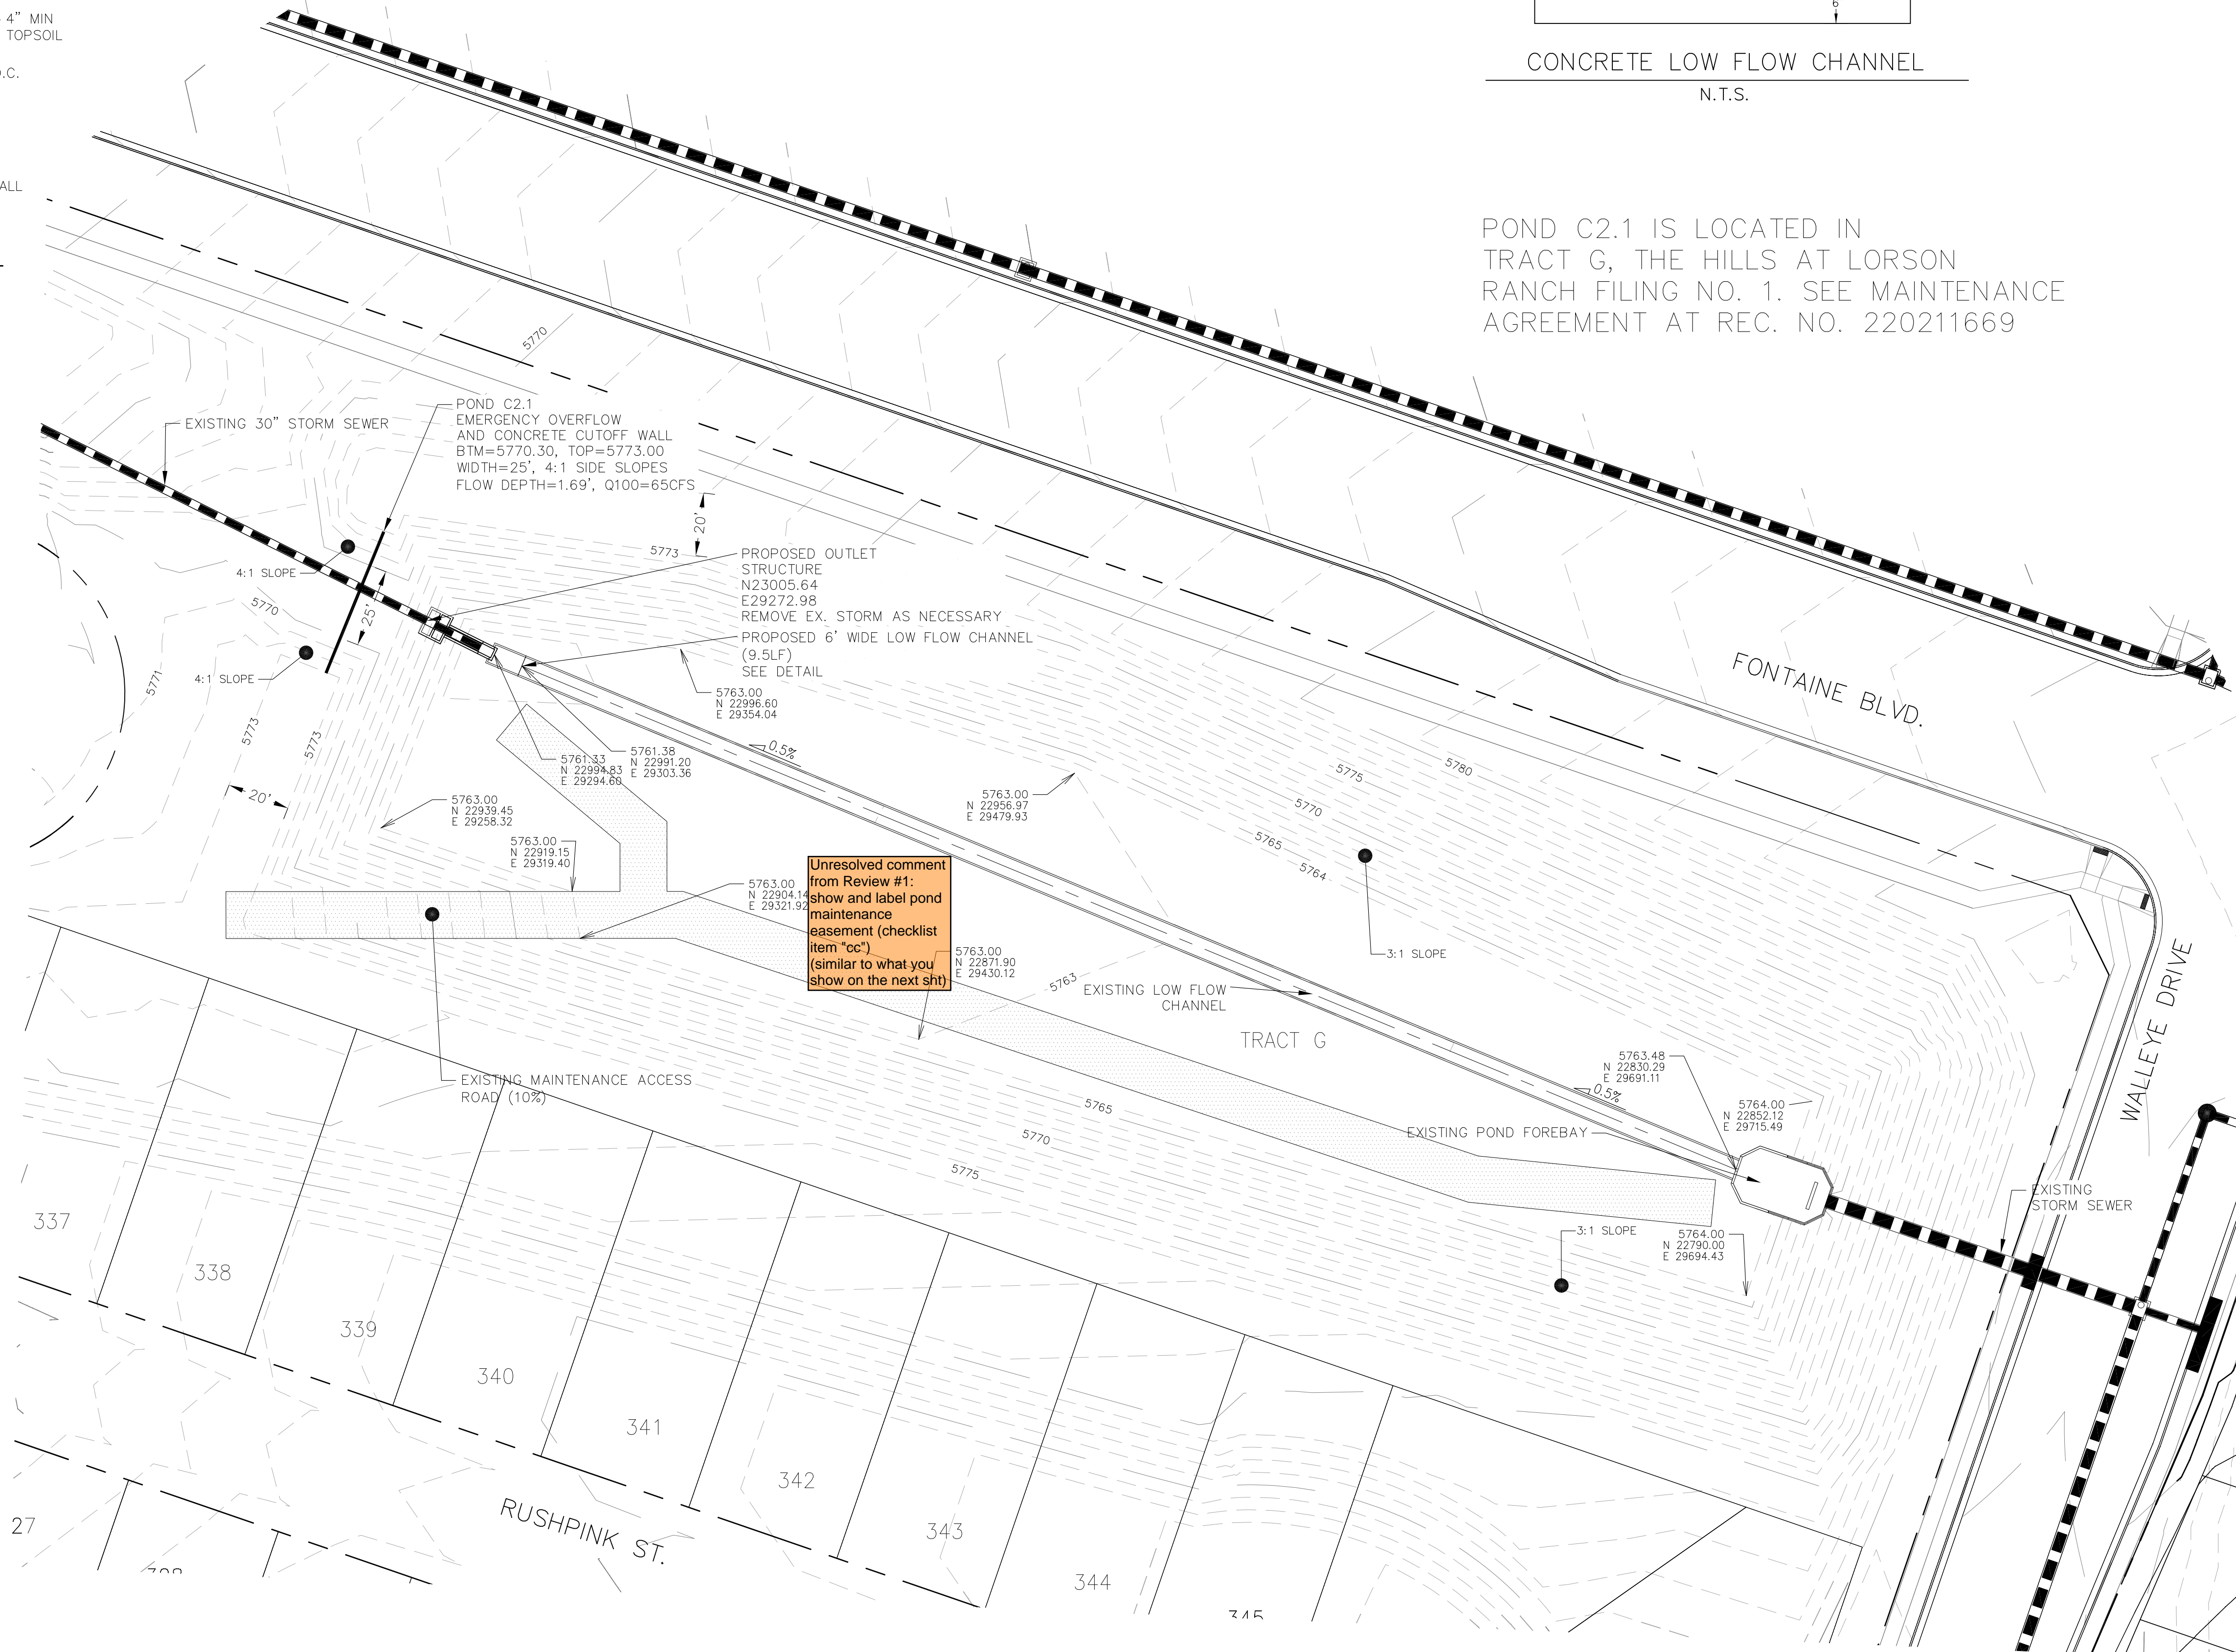 4" MIN
TOPSOIL
6
CONCRETE LOW FLOW CHANNEL
N.T.S.
POND C2.1 IS LOCATED IN
TRACT G, THE HILLS AT LORSON
RANCH FILING NO. 1. SEE MAINTENANCE
AGREEMENT AT REC. NO. 220211669
5770
EXISTING 30" STORM SEWER
POND C2.1
EMERGENCY OVERFLOW
AND CONCRETE CUTOFF WALL
BTM=5770.30, TOP=5773.00
WIDTH=25', 4:1 SIDE SLOPES
FLOW DEPTH=1.69', Q100=65CFS
20'
5773
PROPOSED OUTLET
STRUCTURE
N23005.64
E29272.98
REMOVE EX. STORM AS NECESSARY
PROPOSED 6' WIDE LOW FLOW CHANNEL
(9.5LF)
SEE DETAIL
4:1 SLOPE
5770
25'
4:1 SLOPE
5771
5773
5773
20'
5763.00
N 22996.60
E 29354.04
0.5%
5761.33
N 22994.83
E 29294.60
5761.38
N 22991.20
E 29303.36
5763.00
N 22939.45
E 29258.32
5763.00
N 22919.15
E 29319.40
5763.00
N 22904.14
E 29321.92
Unresolved comment
from Review #1:
show and label pond
maintenance
easement (checklist
item "cc")
(similar to what you
show on the next sht)
5763.00
N 22871.90
E 29430.12
5763.00
N 22956.97
E 29479.93
5775
5780
5770
5765
5764
3:1 SLOPE
FONTAINE BLVD.
WALLEYE DRIVE
5763
EXISTING LOW FLOW
CHANNEL
TRACT G
5763.48
N 22830.29
E 29691.11
0.5%
5764.00
N 22852.12
E 29715.49
EXISTING POND FOREBAY
EXISTING
STORM SEWER
EXISTING MAINTENANCE ACCESS
ROAD (10%)
5765
5770
5775
3:1 SLOPE
5764.00
N 22790.00
E 29694.43
337
338
339
340
341
342
343
344
345
RUSHPINK ST.
27